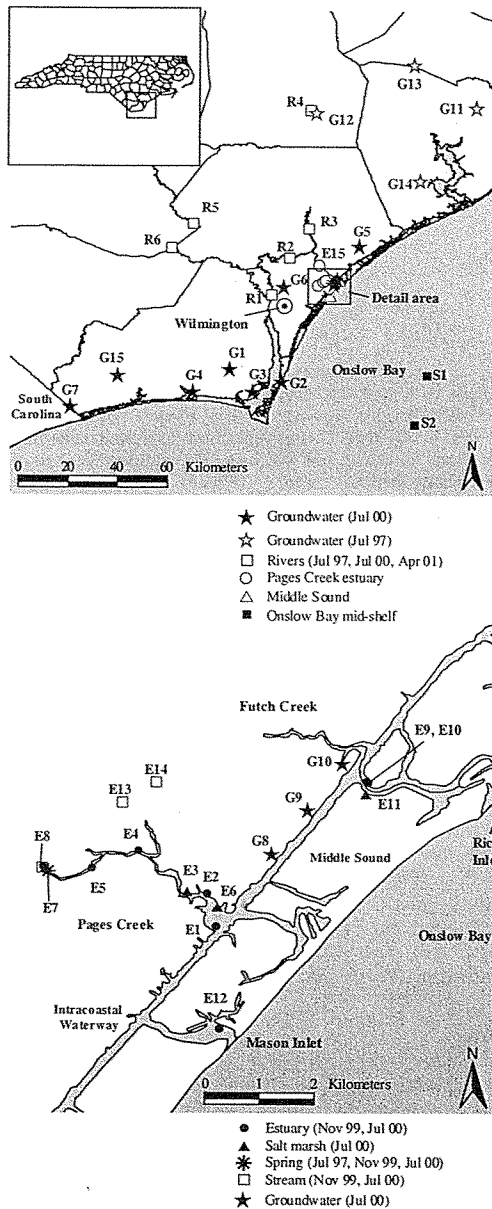 G13
R4
G12
G11
G14
R5
R3
G5
R6
R2
E15
G6
R1
Detail area
Wilmington
G15
G1
Onslow Bay
S1
G7
G4
G3
G2
South
Carolina
S2
N
0 20 40 60 Kilometers
Groundwater (Jul 00)
Groundwater (Jul 97)
Rivers (Jul 97, Jul 00, Apr 01)
Pages Creek estuary
Middle Sound
Onslow Bay mid-shelf
Futch Creek
E9, E10
G10
E14
E13
G9
E11
E4
E8
G8
Middle Sound
E5
E3
E2
E6
E7
Pages Creek
E1
Onslow Bay
E12
Intracoastal
Waterway
Mason Inlet
N
0 1 2 Kilometers
Estuary (Nov 99, Jul 00)
Salt marsh (Jul 00)
Spring (Jul 97, Nov 99, Jul 00)
Stream (Nov 99, Jul 00)
Groundwater (Jul 00)